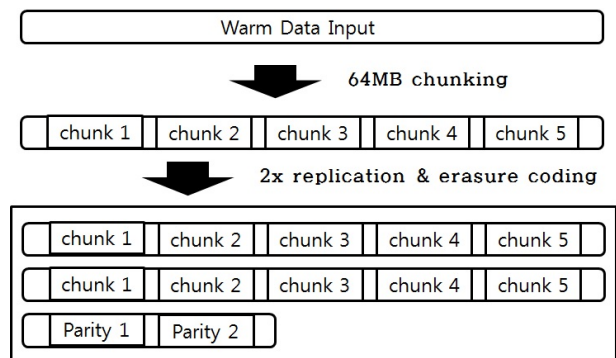 Warm Data Input
64MB chunking
chunk 1 chunk 2 chunk 3 chunk 4 chunk 5
2x replication & erasure coding
chunk 1 chunk 2 chunk 3 chunk 4 chunk 5
chunk 1 chunk 2 chunk 3 chunk 4 chunk 5
Parity 1 Parity 2